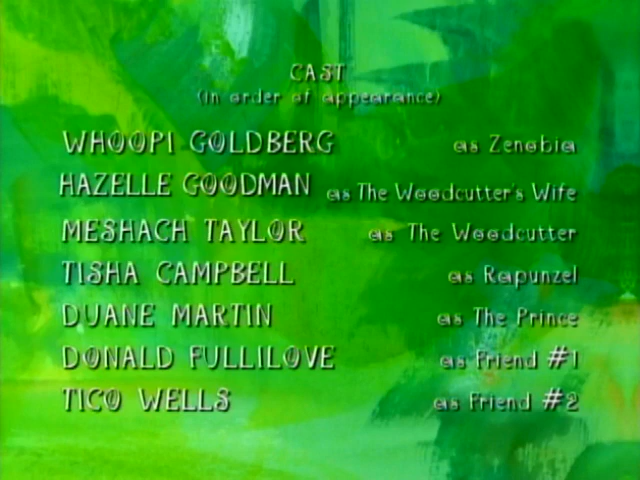 CAST
(in order of appearance)
WHOOPI GOLDBERG as Zenobia
HAZELLE GOODMAN as The Woodcutter's Wife
MESHACH TAYLOR as The Woodcutter
TISHA CAMPBELL as Rapunzel
DUANE MARTIN as The Prince
DONALD FULLILOVE as Friend #1
TICO WELLS as Friend #2